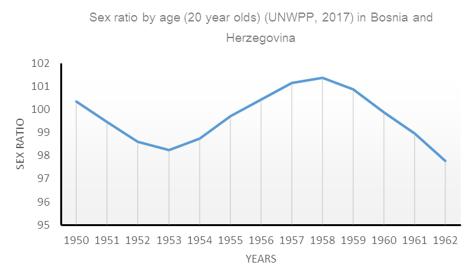 Sex ratio by age (20 year olds) (UNWPP, 2017) in Bosnia and
Herzegovina
102
101
100
99
98
97
96
95
SEX RATIO
1950 1951 1952 1953 1954 1955 1956 1957 1958 1959 1960 1961 1962
YEARS